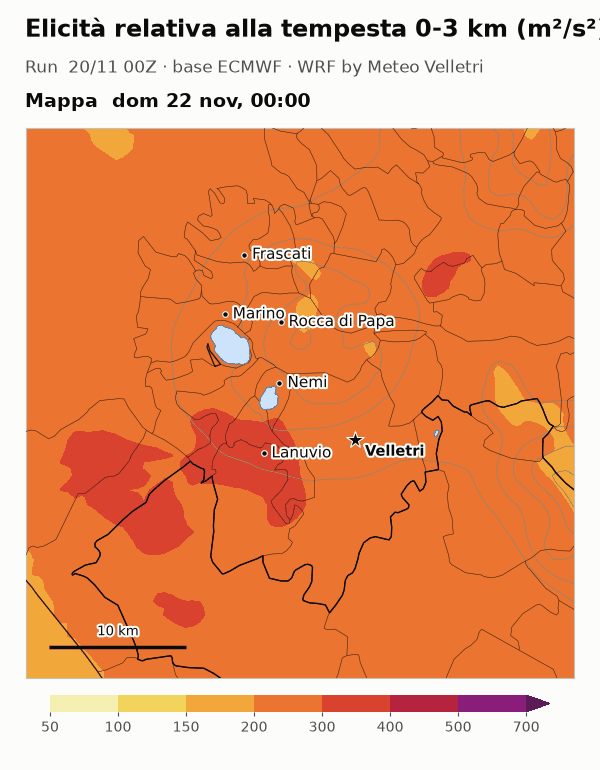 Elicità relativa alla tempesta 0-3 km (m²/s²)
Run 20/11 00Z · base ECMWF · WRF by Meteo Velletri
Mappa dom 22 nov, 00:00
Frascati
Marino
Rocca di Papa
Nemi
Velletri
Lanuvio
10 km
50 100 150 200 300 400 500 700